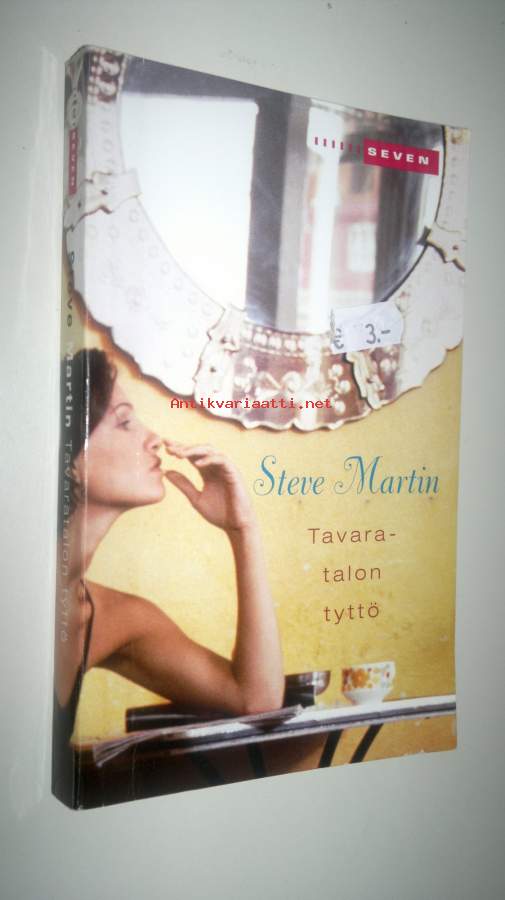 SEVEN
€ 3.-
Antikvariaatti.net
Steve Martin
Tavara-
talon
tyttö
SEVEN
Steve Martin Tavaratalon tyttö